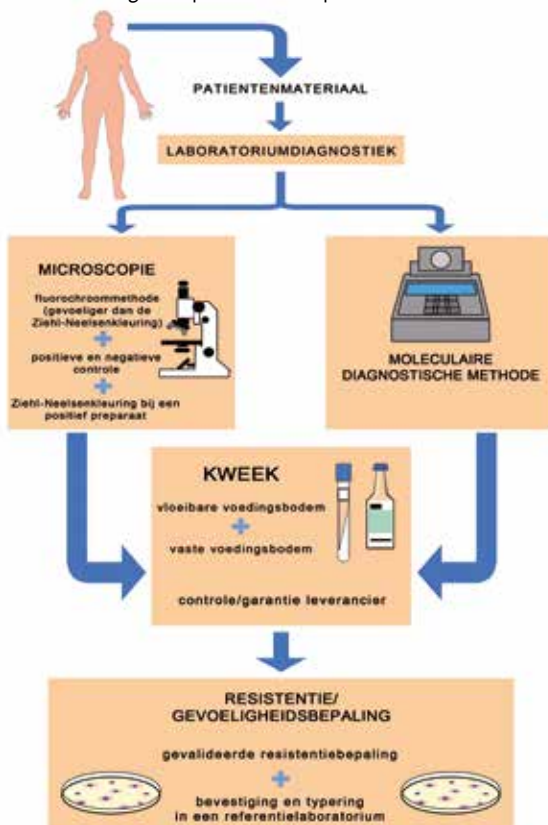 PATIENTENMATERIAAL
LABORATORIUMDIAGNOSTIEK
MICROSCOPIE
fluorochroommethode
(gevoeliger dan de
Ziehl-Neelsenkleuring)
+
positieve en negatieve
controle
+
Ziehl-Neelsenkleuring bij een
positief preparaat
MOLECULAIRE
DIAGNOSTISCHE METHODE
KWEEK
vloeibare voedingsbodem
+
vaste voedingsbodem
controle/garantie leverancier
RESISTENTIE/
GEVOELIGHEIDSBEPALING
gevalideerde resistentiebepaling
+
bevestiging en typering
in een referentielaboratorium